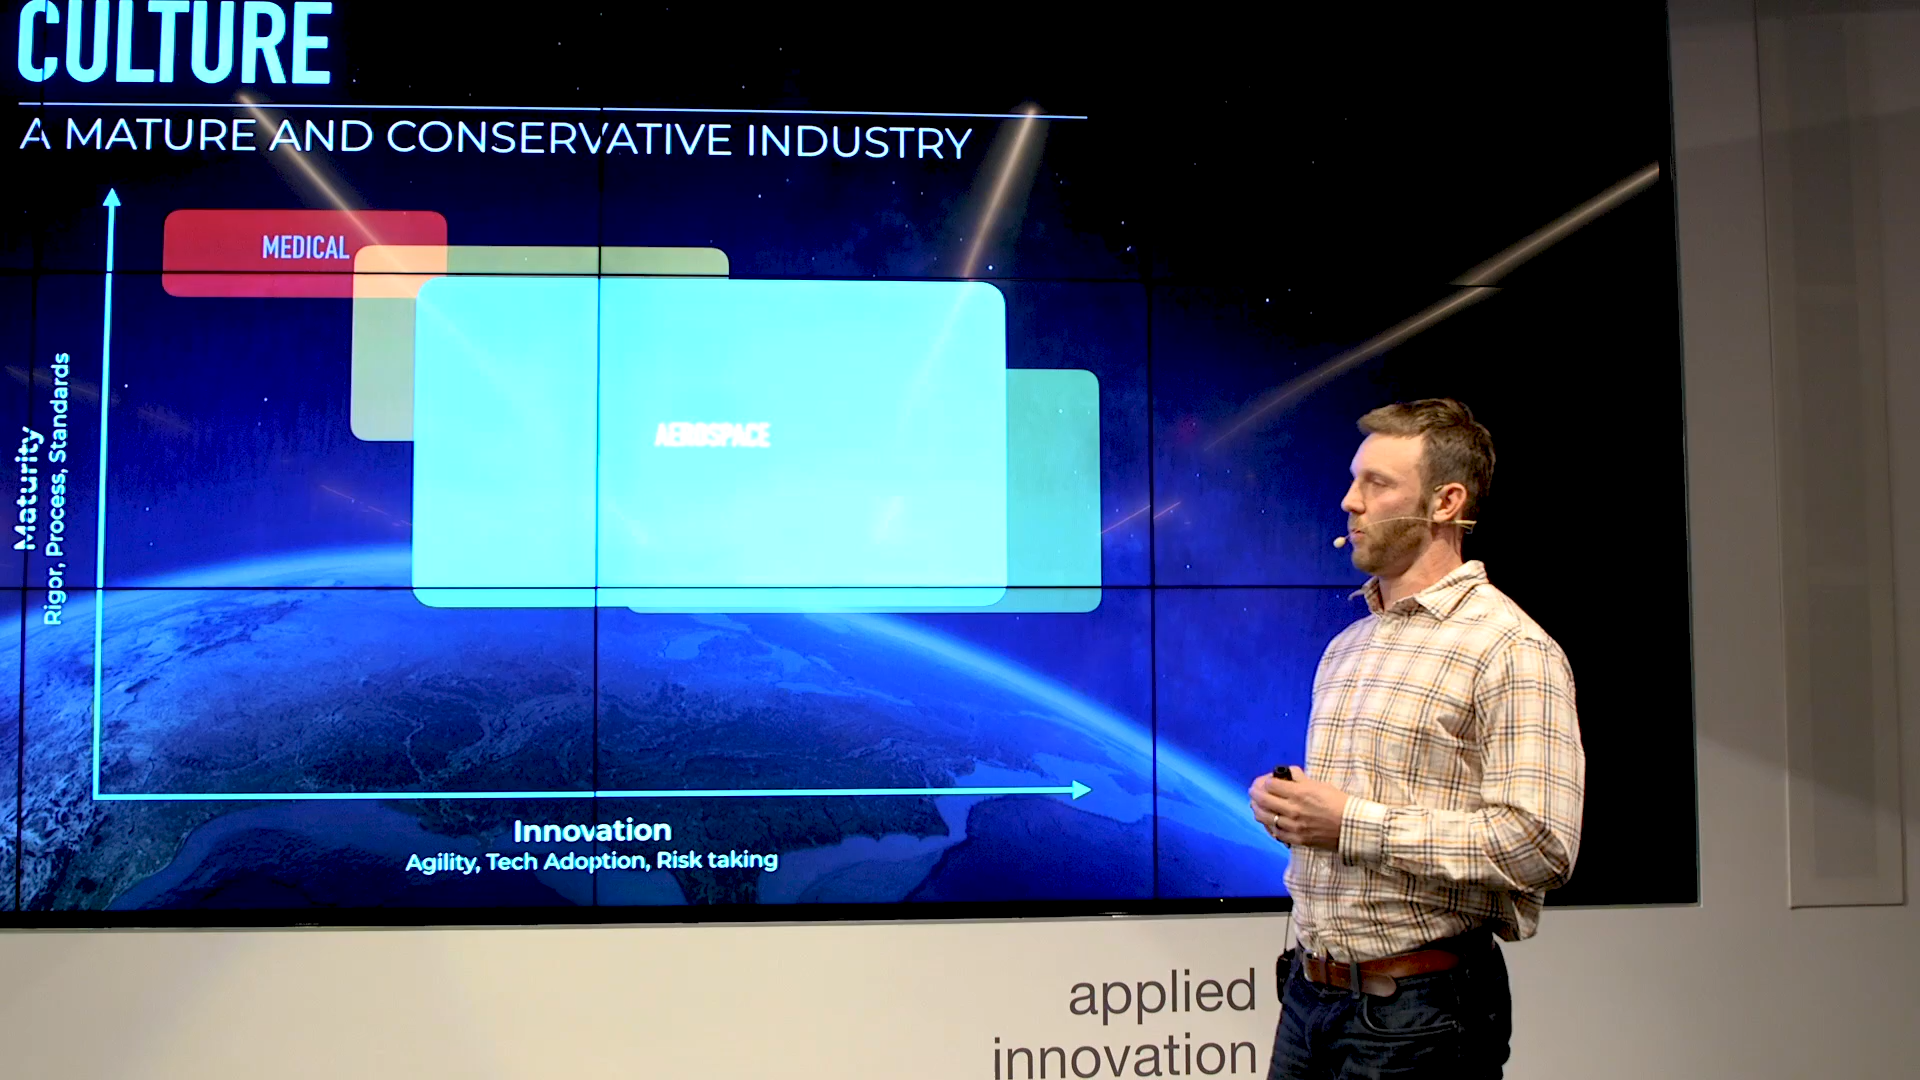 CULTURE
A MATURE AND CONSERVATIVE INDUSTRY
MEDICAL
AEROSPACE
Maturity
Rigor, Process, Standards
Innovation
Agility, Tech Adoption, Risk taking
applied
innovation